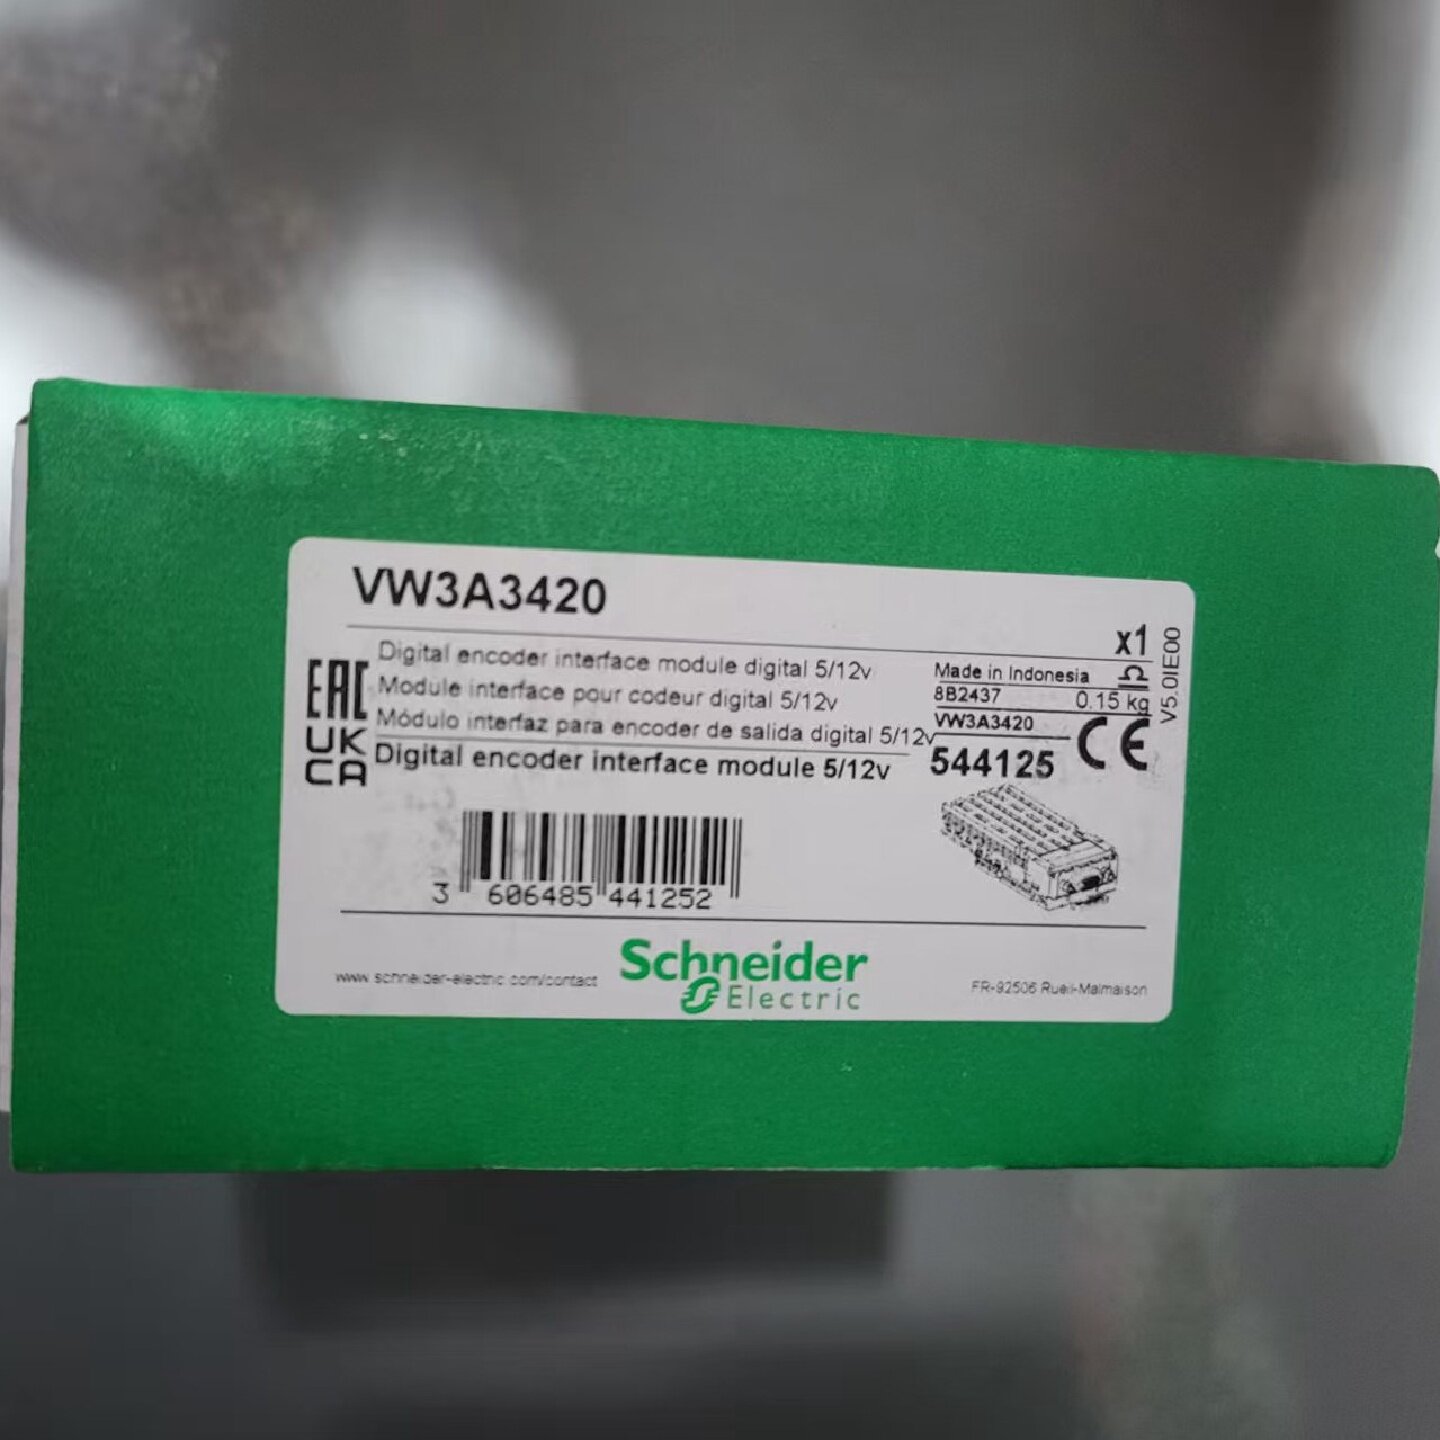 VW3A3420
x1
Digital encoder interface module digital 5/12v
Module interface pour codeur digital 5/12v
Módulo interfaz para encoder de salida digital 5/12v
Digital encoder interface module 5/12v
EAC
UK
CA
Made in Indonesia
8B2437 0.15 kg
VW3A3420
544125
CE
V5.0IE00
3 606485 441252
www.schneider-electric.com/contact
Schneider
Electric
FR-92506 Rueil-Malmaison